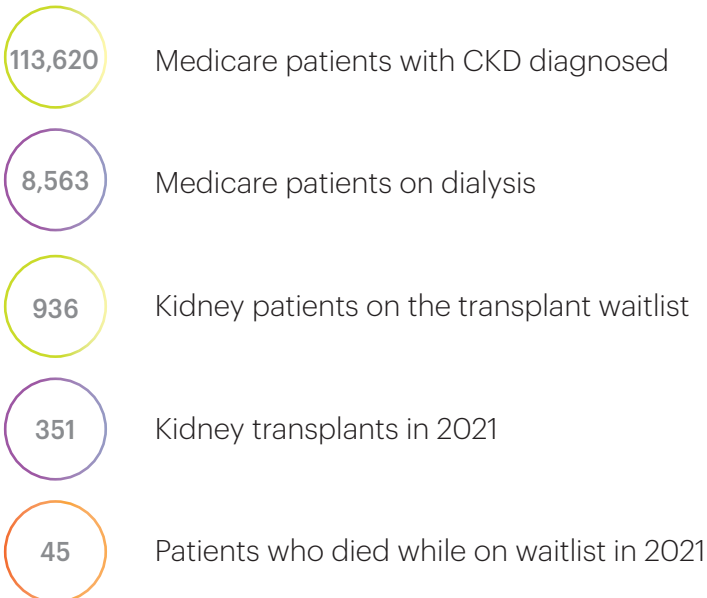 113,620 Medicare patients with CKD diagnosed
8,563 Medicare patients on dialysis
936 Kidney patients on the transplant waitlist
351 Kidney transplants in 2021
45 Patients who died while on waitlist in 2021